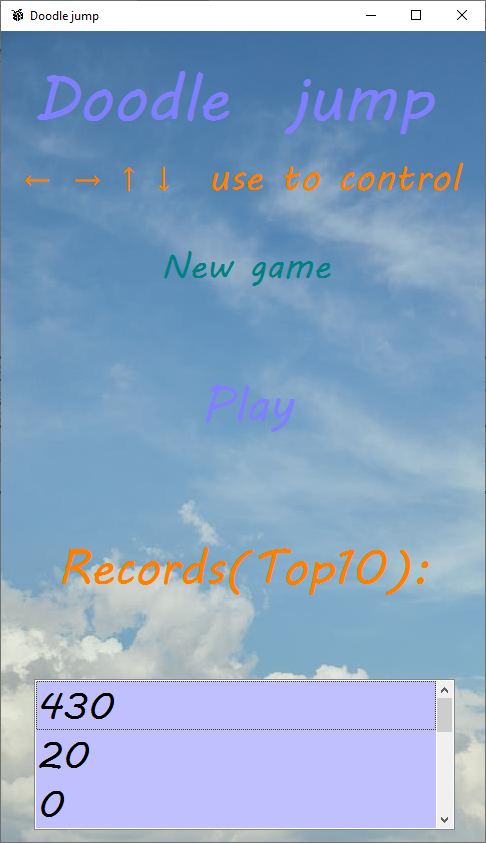 Doodle jump
Doodle jump
← → ↑ ↓ use to control
New game
Play
Records(Top10):
430
20
0